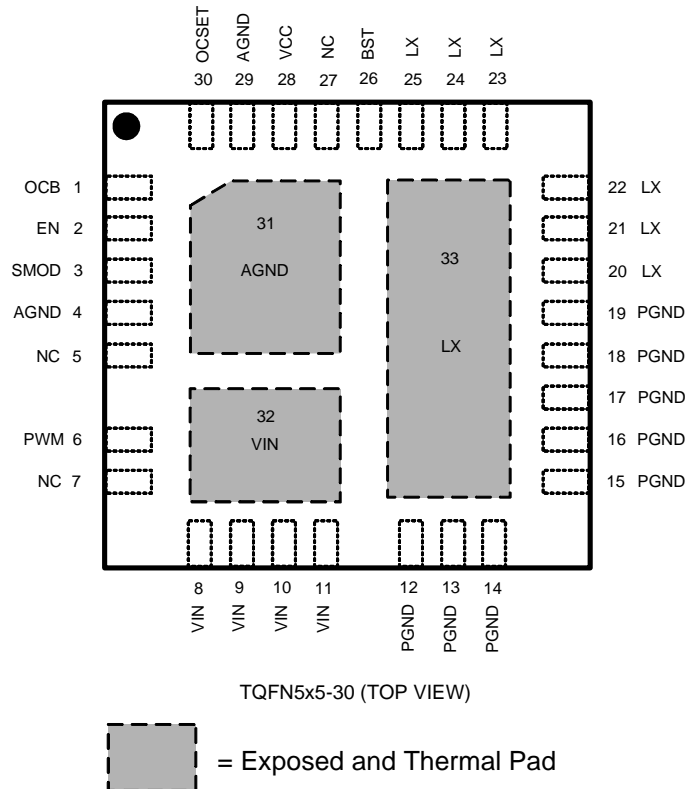 OCSET AGND VCC NC BST LX LX LX
30 29 28 27 26 25 24 23
OCB 1
EN 2
SMOD 3
AGND 4
NC 5
PWM 6
NC 7
31
AGND
32
VIN
33
LX
22 LX
21 LX
20 LX
19 PGND
18 PGND
17 PGND
16 PGND
15 PGND
8 9 10 11 12 13 14
VIN VIN VIN VIN PGND PGND PGND
TQFN5x5-30 (TOP VIEW)
= Exposed and Thermal Pad